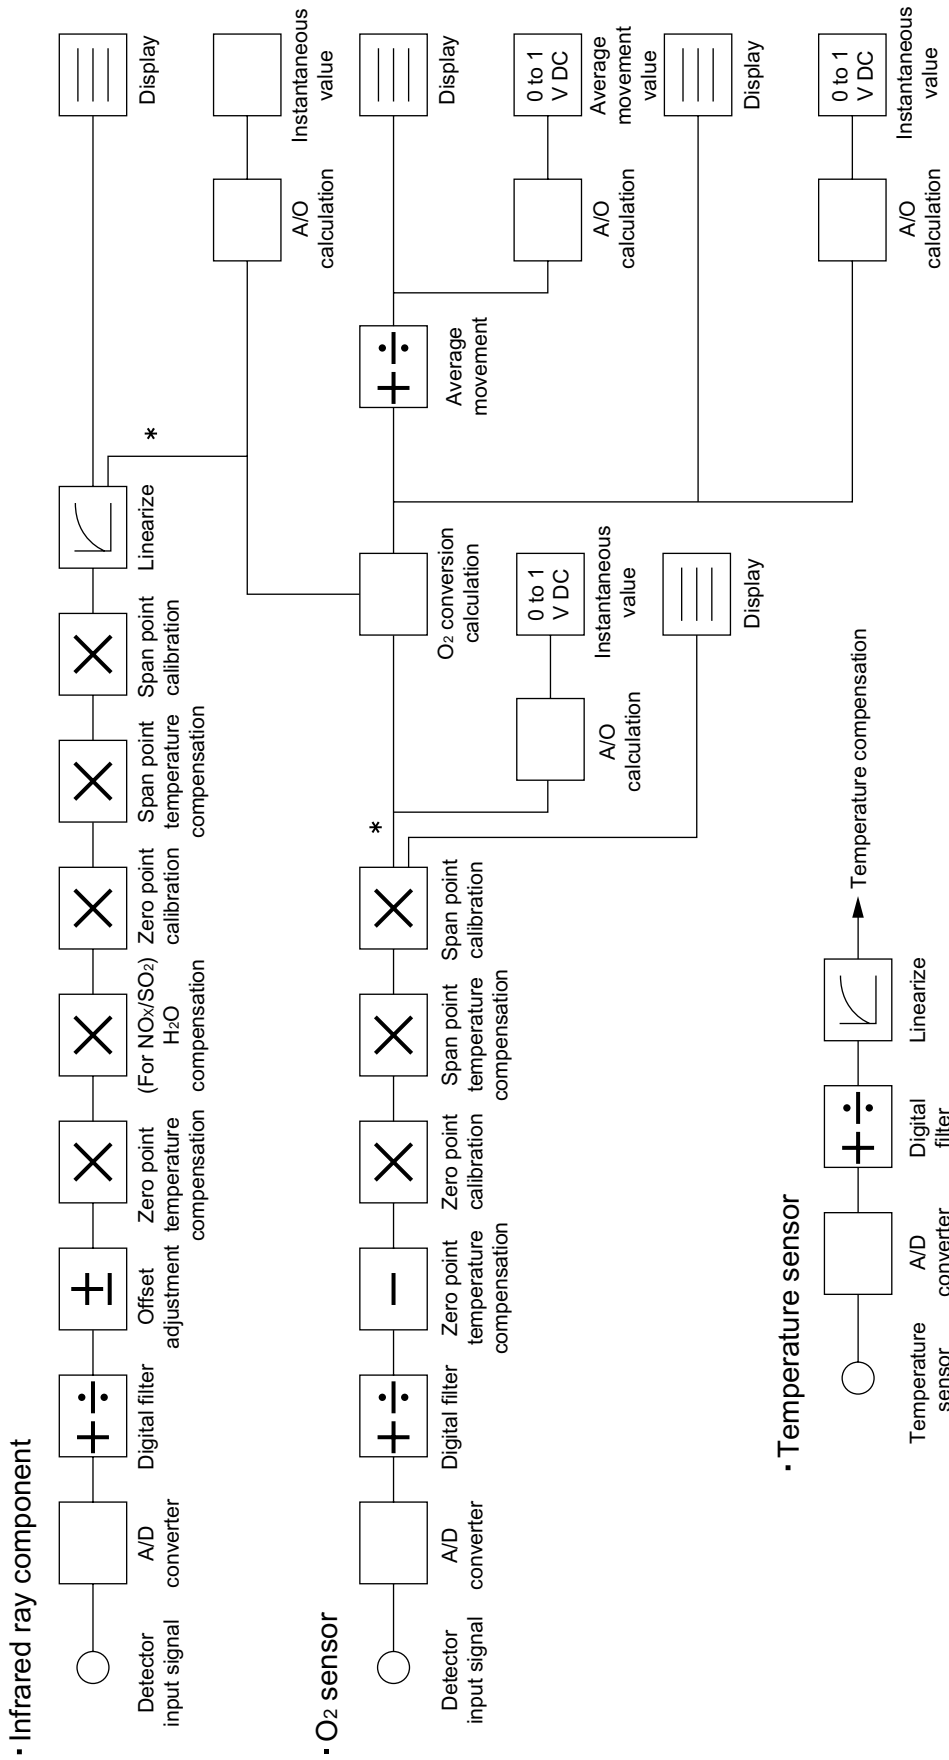 · Infrared ray component
Detector
input signal
A/D
converter
Digital filter
Offset
adjustment
Zero point
temperature
compensation
(For NOx/SO2)
H2O
compensation
Zero point
calibration
Span point
temperature
compensation
Span point
calibration
Linearize
*
Display
A/O
calculation
Instantaneous
value
· O2 sensor
Detector
input signal
A/D
converter
Digital filter
Zero point
temperature
compensation
Zero point
calibration
Span point
temperature
compensation
Span point
calibration
*
O2 conversion
calculation
Average
movement
Display
A/O
calculation
0 to 1
V DC
Average
movement
value
A/O
calculation
0 to 1
V DC
Instantaneous
value
Display
Display
A/O
calculation
0 to 1
V DC
Instantaneous
value
· Temperature sensor
Temperature
sensor
A/D
converter
Digital
filter
Linearize
Temperature compensation